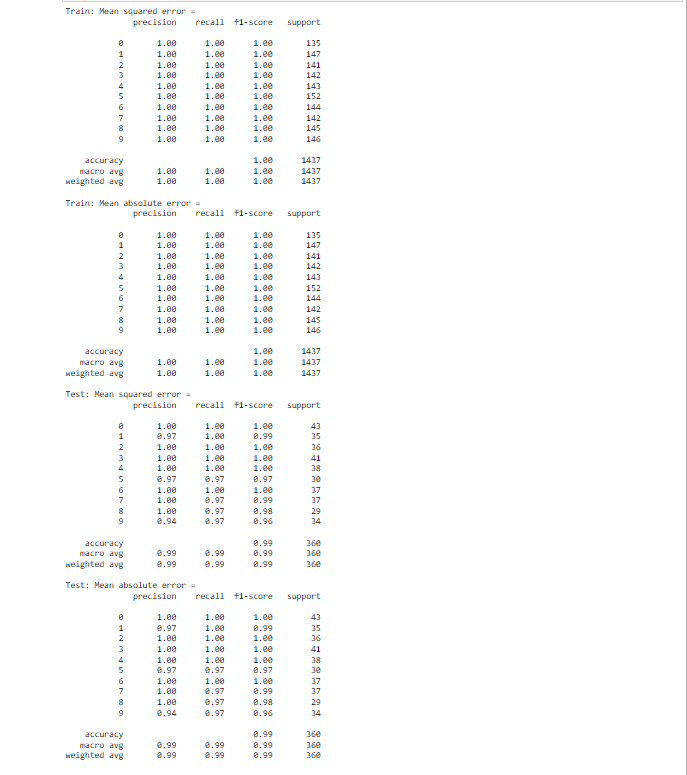 Train: Mean squared error =
precision recall f1-score support
0 1.00 1.00 1.00 135
1 1.00 1.00 1.00 147
2 1.00 1.00 1.00 141
3 1.00 1.00 1.00 142
4 1.00 1.00 1.00 143
5 1.00 1.00 1.00 152
6 1.00 1.00 1.00 144
7 1.00 1.00 1.00 142
8 1.00 1.00 1.00 145
9 1.00 1.00 1.00 146
accuracy 1.00 1437
macro avg 1.00 1.00 1.00 1437
weighted avg 1.00 1.00 1.00 1437
Train: Mean absolute error =
precision recall f1-score support
0 1.00 1.00 1.00 135
1 1.00 1.00 1.00 147
2 1.00 1.00 1.00 141
3 1.00 1.00 1.00 142
4 1.00 1.00 1.00 143
5 1.00 1.00 1.00 152
6 1.00 1.00 1.00 144
7 1.00 1.00 1.00 142
8 1.00 1.00 1.00 145
9 1.00 1.00 1.00 146
accuracy 1.00 1437
macro avg 1.00 1.00 1.00 1437
weighted avg 1.00 1.00 1.00 1437
Test: Mean squared error =
precision recall f1-score support
0 1.00 1.00 1.00 43
1 0.97 1.00 0.99 35
2 1.00 1.00 1.00 36
3 1.00 1.00 1.00 41
4 1.00 1.00 1.00 38
5 0.97 0.97 0.97 30
6 1.00 1.00 1.00 37
7 1.00 0.97 0.99 37
8 1.00 0.97 0.98 29
9 0.94 0.97 0.96 34
accuracy 0.99 360
macro avg 0.99 0.99 0.99 360
weighted avg 0.99 0.99 0.99 360
Test: Mean absolute error =
precision recall f1-score support
0 1.00 1.00 1.00 43
1 0.97 1.00 0.99 35
2 1.00 1.00 1.00 36
3 1.00 1.00 1.00 41
4 1.00 1.00 1.00 38
5 0.97 0.97 0.97 30
6 1.00 1.00 1.00 37
7 1.00 0.97 0.99 37
8 1.00 0.97 0.98 29
9 0.94 0.97 0.96 34
accuracy 0.99 360
macro avg 0.99 0.99 0.99 360
weighted avg 0.99 0.99 0.99 360